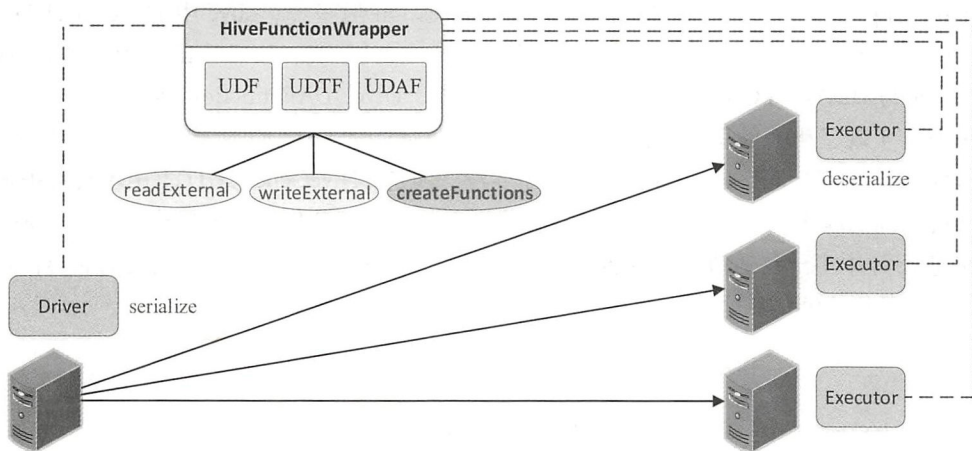 HiveFunctionWrapper
UDF UDTF UDAF
readExternal writeExternal createFunctions
Executor
deserialize
Executor
Driver serialize
Executor